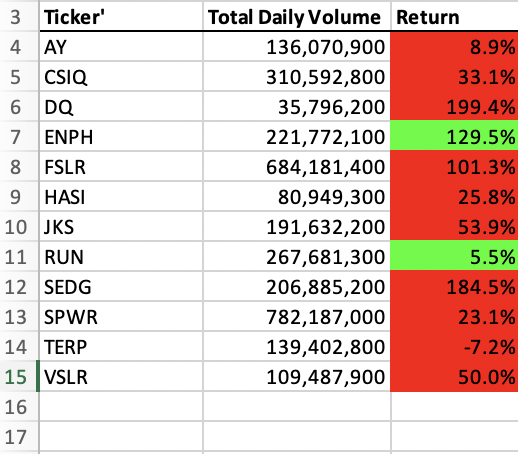 3 Ticker' Total Daily Volume Return
4 AY 136,070,900 8.9%
5 CSIQ 310,592,800 33.1%
6 DQ 35,796,200 199.4%
7 ENPH 221,772,100 129.5%
8 FSLR 684,181,400 101.3%
9 HASI 80,949,300 25.8%
10 JKS 191,632,200 53.9%
11 RUN 267,681,300 5.5%
12 SEDG 206,885,200 184.5%
13 SPWR 782,187,000 23.1%
14 TERP 139,402,800 -7.2%
15 VSLR 109,487,900 50.0%
16
17